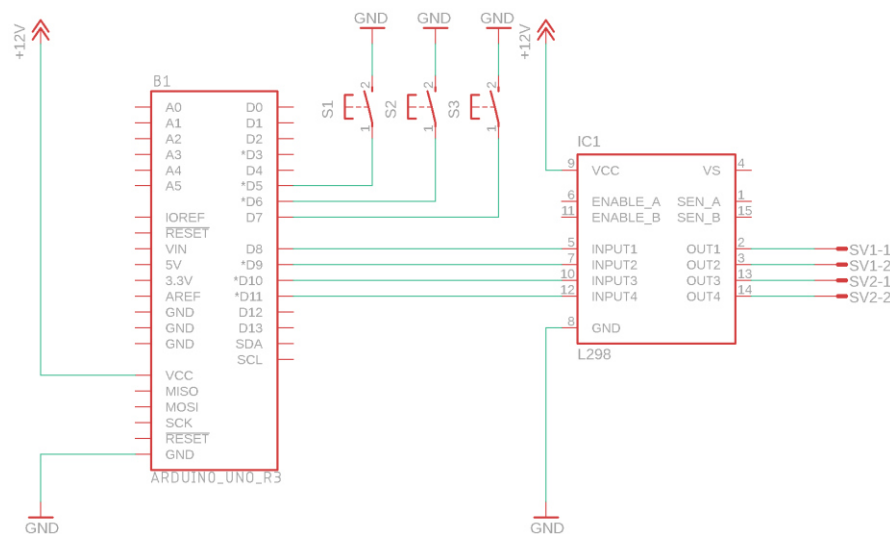 +12V
GND
GND
GND
+12V
B1
A0
A1
A2
A3
A4
A5
IOREF
RESET
VIN
5V
3.3V
AREF
GND
GND
GND
VCC
MISO
MOSI
SCK
RESET
GND
D0
D1
D2
*D3
D4
*D5
*D6
D7
D8
*D9
*D10
*D11
D12
D13
SDA
SCL
ARDUINO_UNO_R3
GND
S1
2
1
S2
2
1
S3
2
1
IC1
9 VCC
6 ENABLE_A
11 ENABLE_B
5 INPUT1
7 INPUT2
10 INPUT3
12 INPUT4
8 GND
VS 4
SEN_A 1
SEN_B 15
OUT1 2
OUT2 3
OUT3 13
OUT4 14
L298
SV1-1
SV1-2
SV2-1
SV2-2
GND